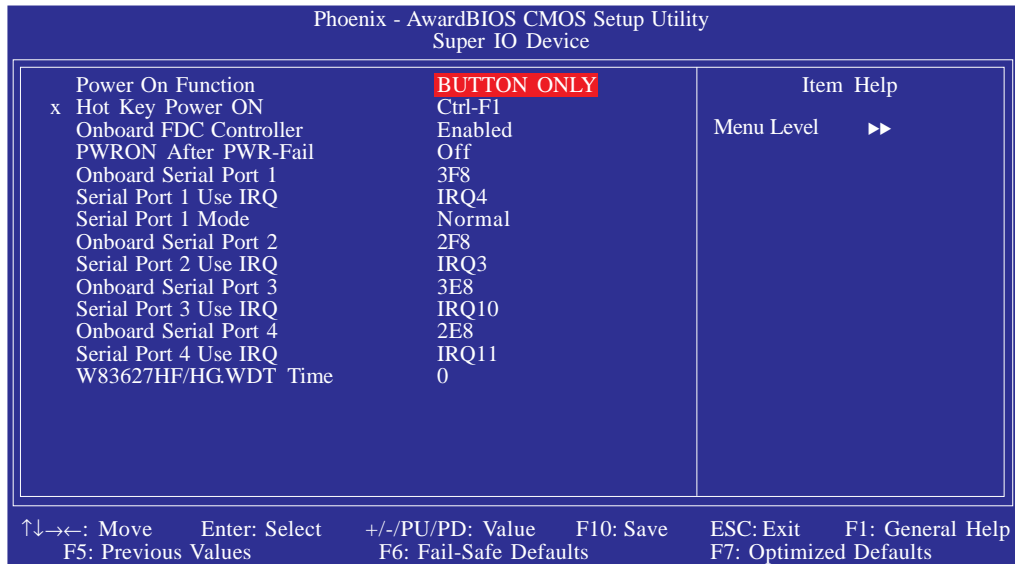 Phoenix - AwardBIOS CMOS Setup Utility
Super IO Device
Power On Function BUTTON ONLY
x Hot Key Power ON Ctrl-F1
Onboard FDC Controller Enabled
PWRON After PWR-Fail Off
Onboard Serial Port 1 3F8
Serial Port 1 Use IRQ IRQ4
Serial Port 1 Mode Normal
Onboard Serial Port 2 2F8
Serial Port 2 Use IRQ IRQ3
Onboard Serial Port 3 3E8
Serial Port 3 Use IRQ IRQ10
Onboard Serial Port 4 2E8
Serial Port 4 Use IRQ IRQ11
W83627HF/HG.WDT Time 0
Item Help
Menu Level ▶▶
↑↓→←: Move Enter: Select +/-/PU/PD: Value F10: Save ESC: Exit F1: General Help
F5: Previous Values F6: Fail-Safe Defaults F7: Optimized Defaults